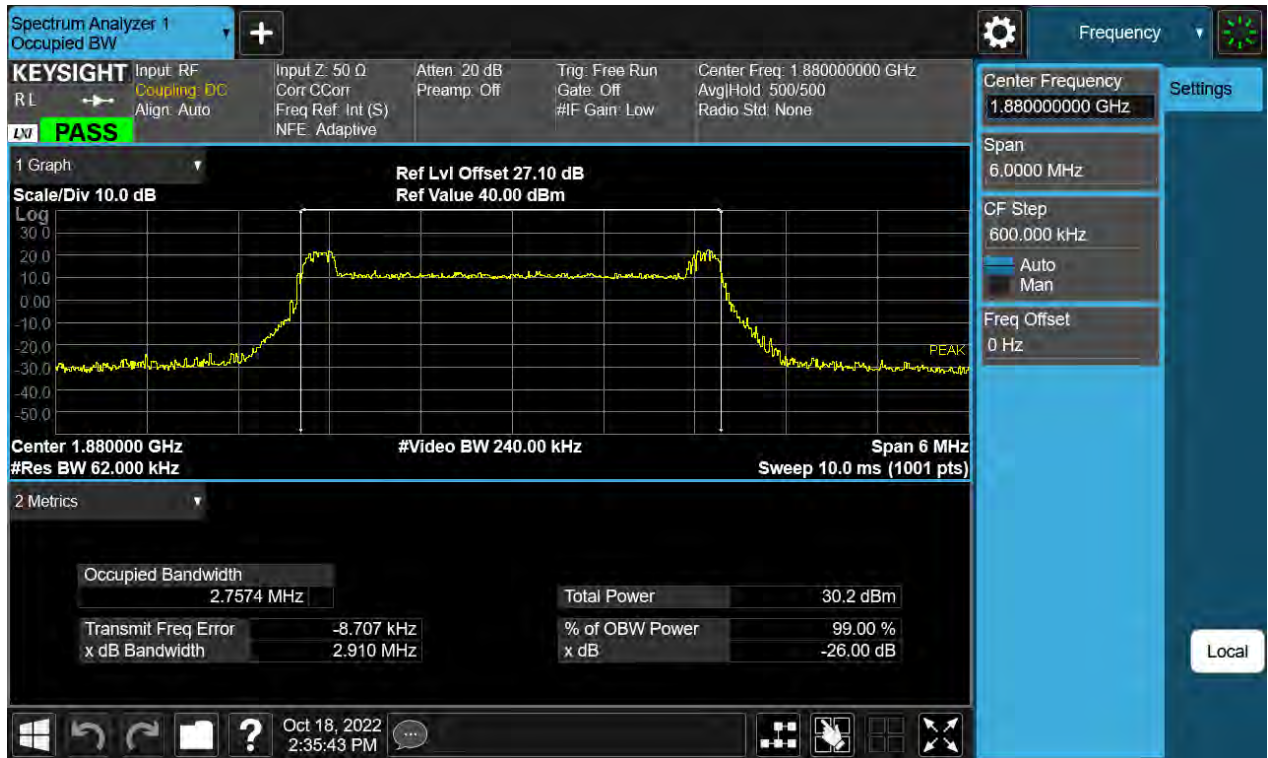 Spectrum Analyzer 1
Occupied BW
+
Frequency
KEYSIGHT
RL
LXI
PASS
Input: RF
Coupling: DC
Align: Auto
Input Z: 50 Ω
Corr CCorr
Freq Ref: Int (S)
NFE: Adaptive
Atten: 20 dB
Preamp: Off
Trig: Free Run
Gate: Off
#IF Gain: Low
Center Freq: 1.880000000 GHz
Avg|Hold: 500/500
Radio Std: None
Center Frequency
1.880000000 GHz
Settings
Span
6.0000 MHz
CF Step
600.000 kHz
Auto
Man
Freq Offset
0 Hz
1 Graph
Scale/Div 10.0 dB
Ref Lvl Offset 27.10 dB
Ref Value 40.00 dBm
Log
30.0
20.0
10.0
0.00
-10.0
-20.0
-30.0
-40.0
-50.0
PEAK
Center 1.880000 GHz
#Video BW 240.00 kHz
Span 6 MHz
#Res BW 62.000 kHz
Sweep 10.0 ms (1001 pts)
2 Metrics
Occupied Bandwidth
2.7574 MHz
Transmit Freq Error -8.707 kHz
x dB Bandwidth 2.910 MHz
Total Power 30.2 dBm
% of OBW Power 99.00 %
x dB -26.00 dB
Local
?
Oct 18, 2022
2:35:43 PM